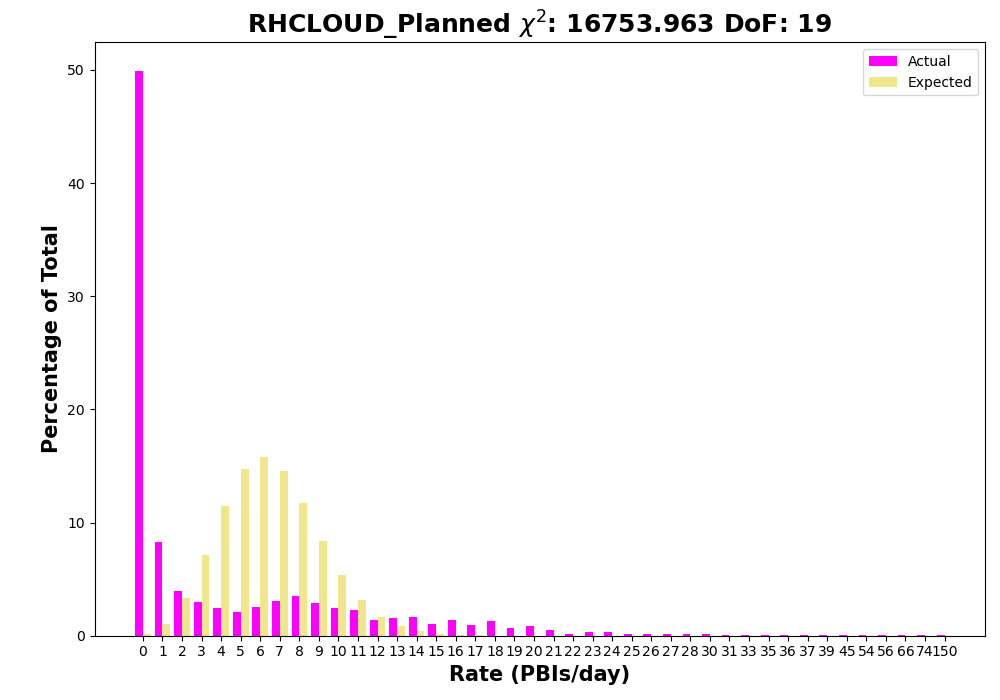 RHCLOUD_Planned χ²: 16753.963 DoF: 19
Actual
Expected
Percentage of Total
50
40
30
20
10
0
0 1 2 3 4 5 6 7 8 9 10 11 12 13 14 15 16 17 18 19 20 21 22 23 24 25 26 27 28 30 31 33 35 36 37 39 45 54 56 66 74 150
Rate (PBIs/day)